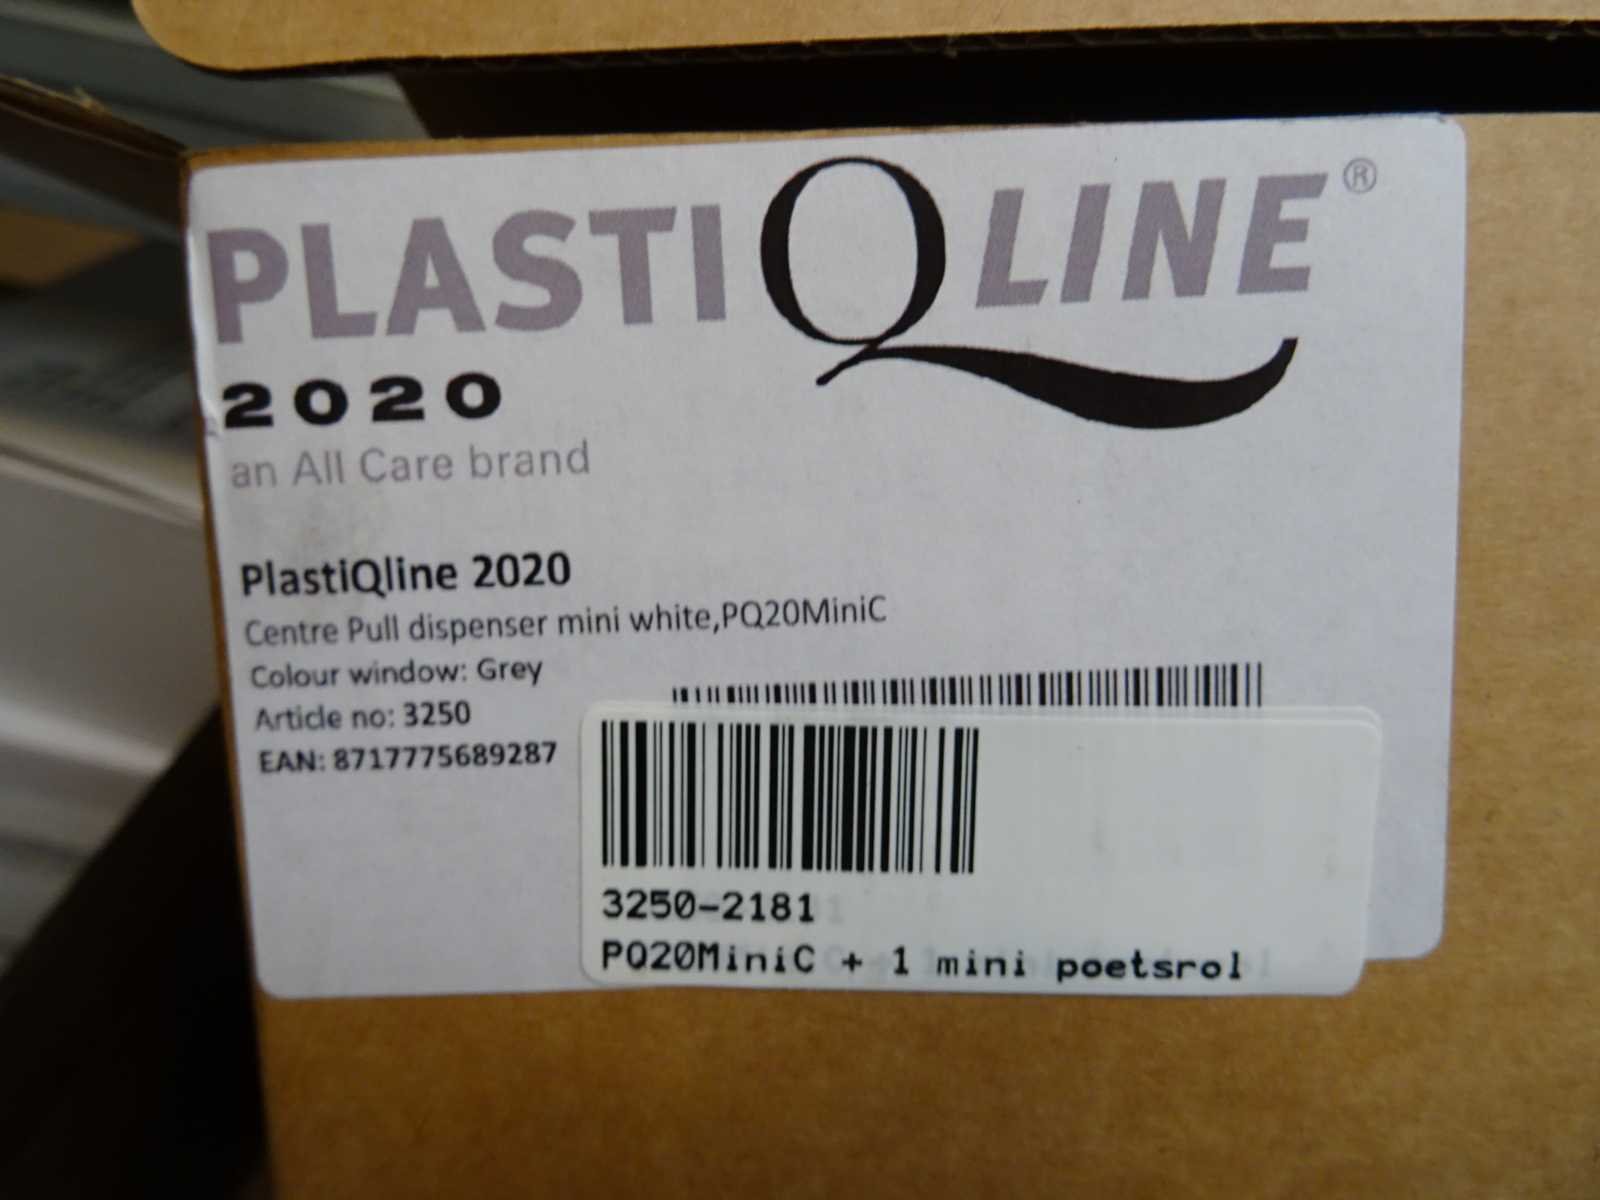 PLASTIQLINE®
2020
an All Care brand
PlastiQline 2020
Centre Pull dispenser mini white,PQ20MiniC
Colour window: Grey
Article no: 3250
EAN: 8717775689287
3250-2181
PQ20MiniC + 1 mini poetsrol